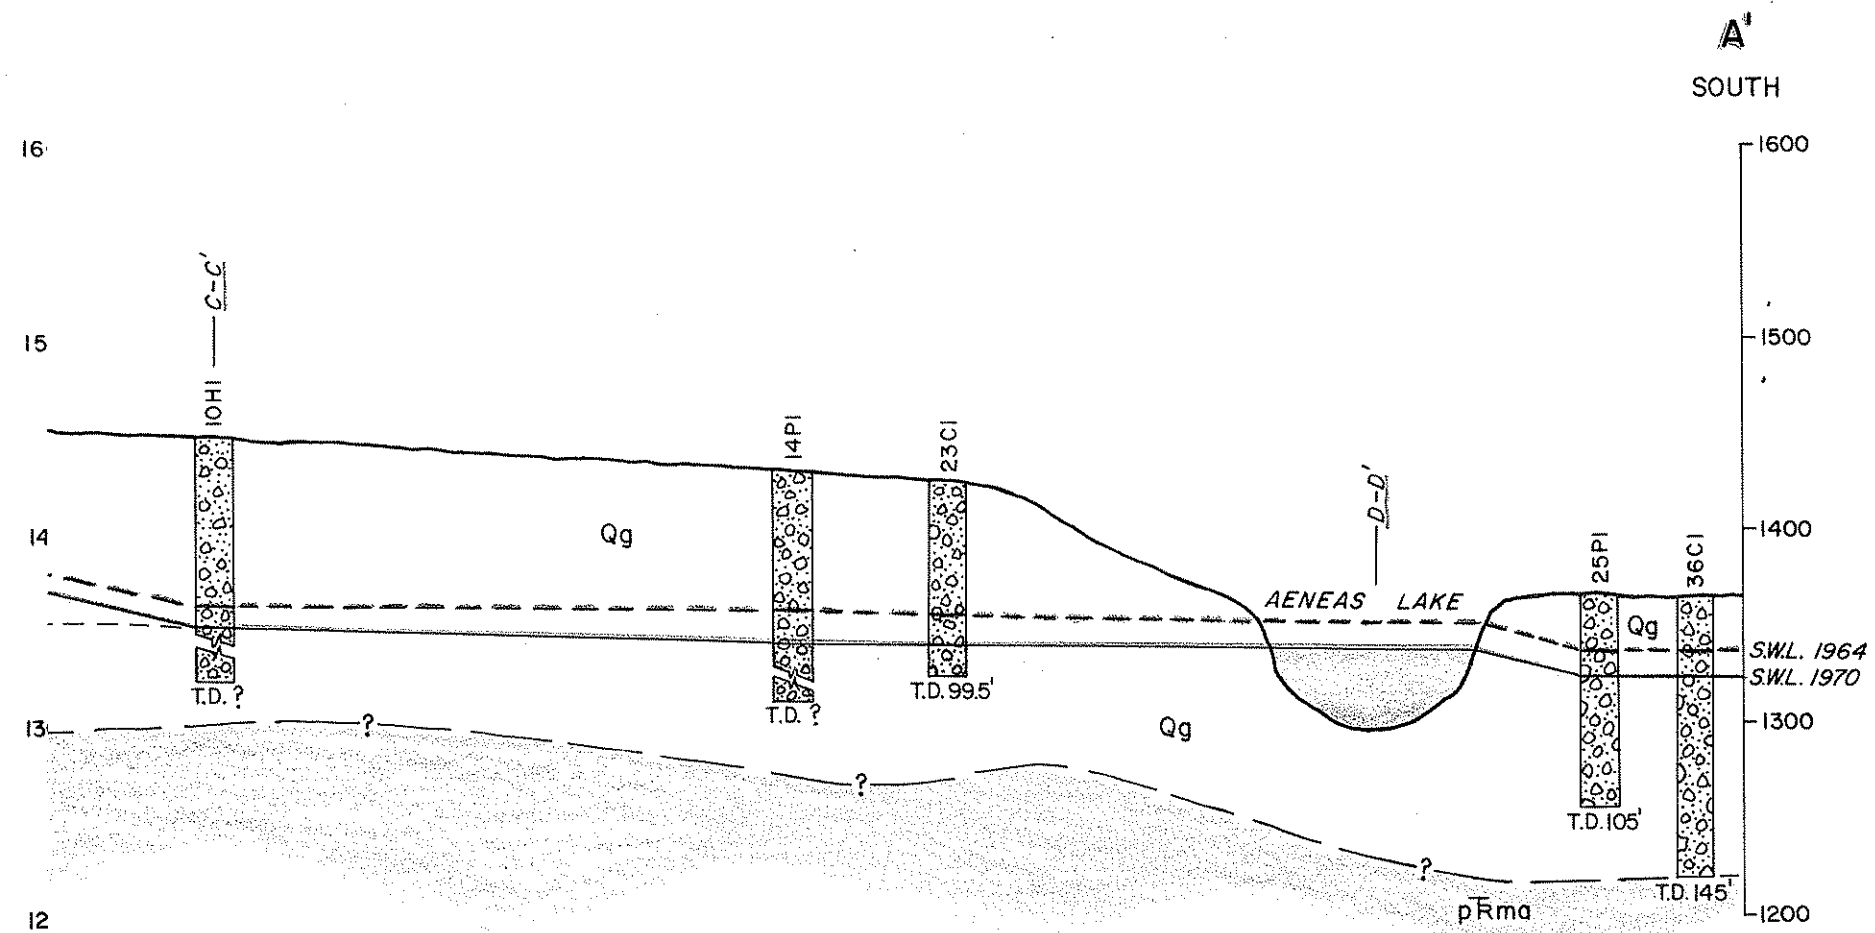 A'
SOUTH
16
1600
C-C'
15
1500
10H1
14P1
23C1
D-D'
14
Qg
1400
25P1
36C1
AENEAS LAKE
Qg
S.W.L. 1964
S.W.L. 1970
T.D. ?
T.D. 99.5'
T.D. ?
13
?
Qg
1300
?
T.D. 105'
?
T.D. 145'
12
pTRma
1200